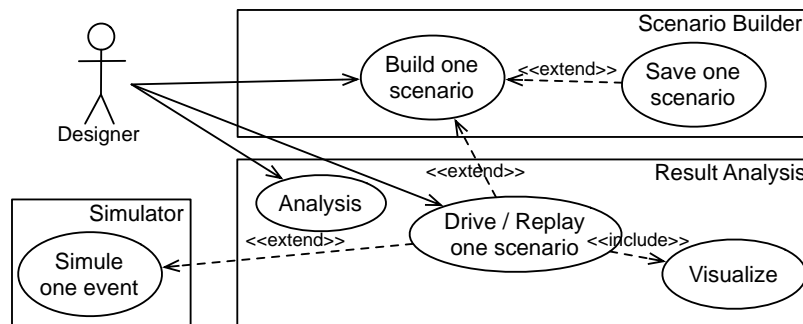 Scenario Builder
Build one
scenario
<<extend>>
Save one
scenario
Designer
<<extend>>
Result Analysis
Analysis
Simulator
Drive / Replay
one scenario
<<extend>>
<<include>>
Simule
one event
Visualize